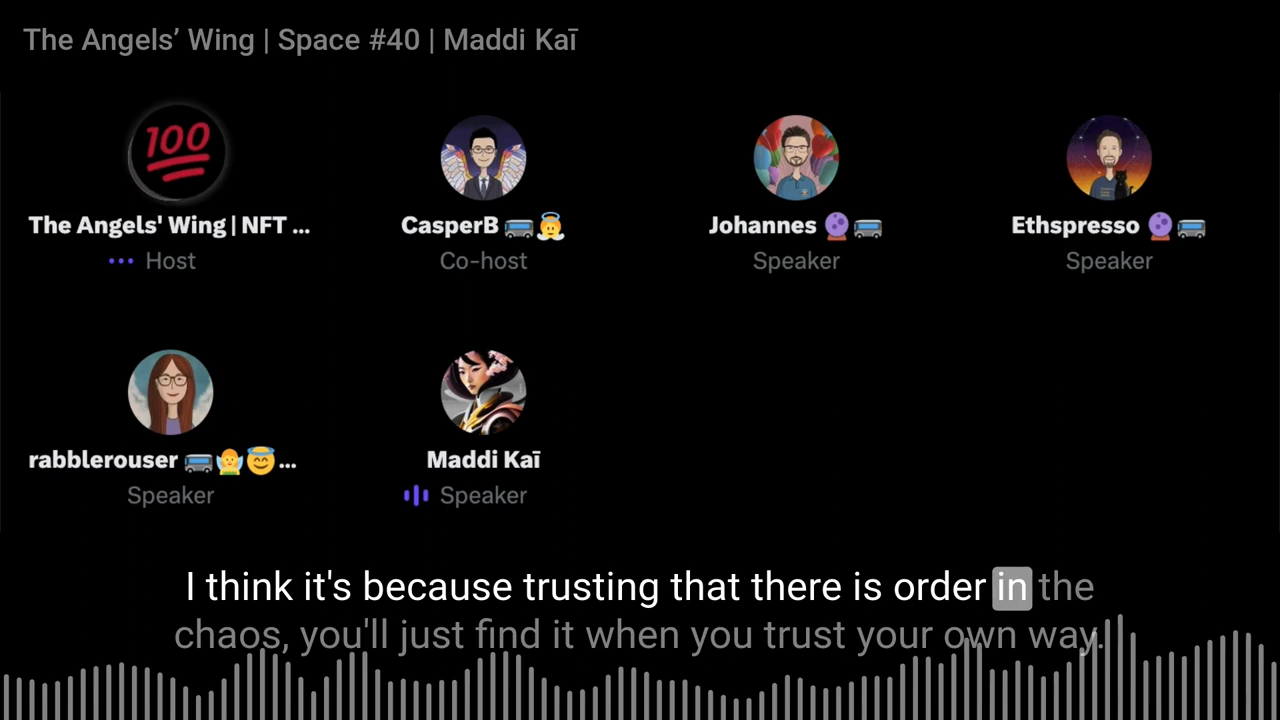 The Angels’ Wing | Space #40 | Maddi Kaī
100
The Angels' Wing | NFT ...
Host
CasperB 🚌👼
Co-host
Johannes 🔮🚌
Speaker
Ethspresso 🔮🚌
Speaker
rabblerouser 🚌🧚😇...
Speaker
Maddi Kaī
Speaker
I think it's because trusting that there is order in the
chaos, you'll just find it when you trust your own way.